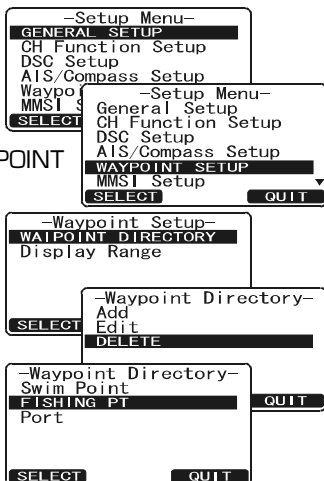 -Setup Menu-
GENERAL SETUP
CH Function Setup
DSC Setup
AIS/Compass Setup
Waypoi
MMSI S
SELECT
-Setup Menu-
General Setup
CH Function Setup
DSC Setup
AIS/Compass Setup
WAYPOINT SETUP
MMSI Setup
SELECT QUIT
POINT
-Waypoint Setup-
WAIPOINT DIRECTORY
Display Range
SELECT
-Waypoint Directory-
Add
Edit
DELETE
QUIT
-Waypoint Directory-
Swim Point
FISHING PT
Port
SELECT QUIT